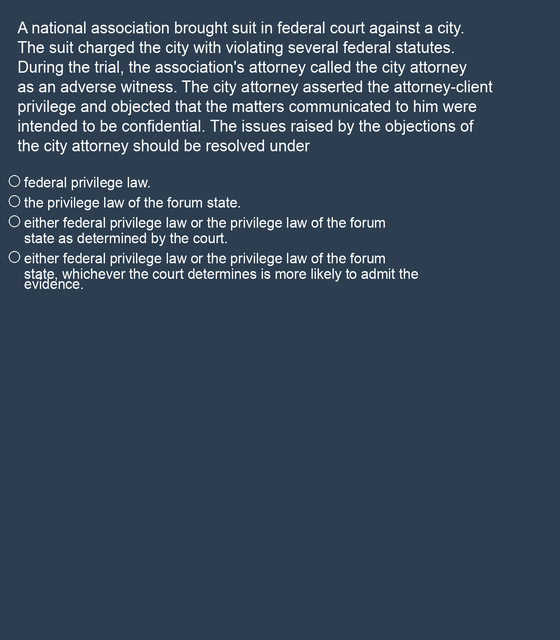 A national association brought suit in federal court against a city.
The suit charged the city with violating several federal statutes.
During the trial, the association's attorney called the city attorney
as an adverse witness. The city attorney asserted the attorney-client
privilege and objected that the matters communicated to him were
intended to be confidential. The issues raised by the objections of
the city attorney should be resolved under
federal privilege law.
the privilege law of the forum state.
either federal privilege law or the privilege law of the forum
state as determined by the court.
either federal privilege law or the privilege law of the forum
state, whichever the court determines is more likely to admit the
evidence.